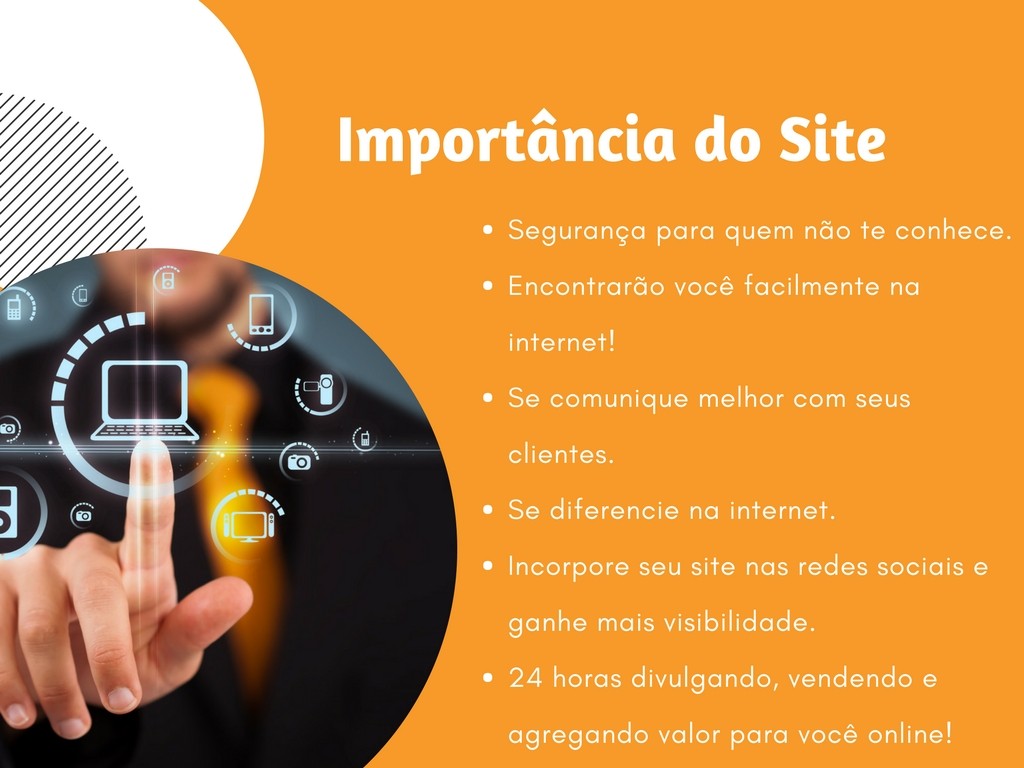 Importância do Site
• Segurança para quem não te conhece.
• Encontrarão você facilmente na
internet!
• Se comunique melhor com seus
clientes.
• Se diferencie na internet.
• Incorpore seu site nas redes sociais e
ganhe mais visibilidade.
• 24 horas divulgando, vendendo e
agregando valor para você online!